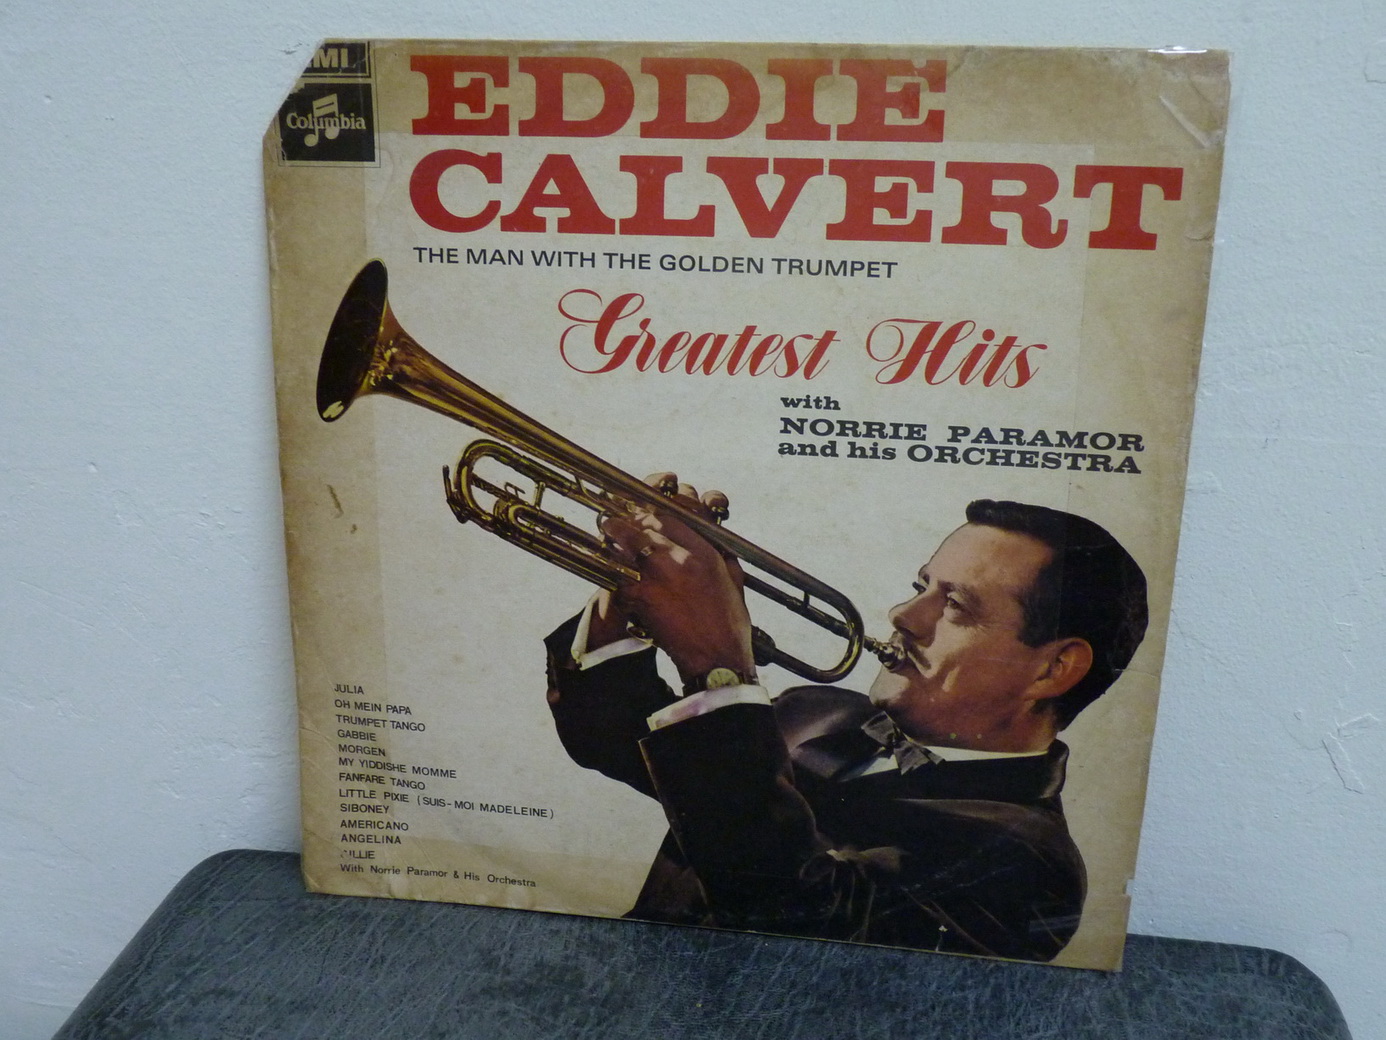 EMI
Columbia
EDDIE
CALVERT
THE MAN WITH THE GOLDEN TRUMPET
Greatest Hits
with
NORRIE PARAMOR
and his ORCHESTRA
JULIA
OH MEIN PAPA
TRUMPET TANGO
GABBIE
MORGEN
MY YIDDISHE MOMME
FANFARE TANGO
LITTLE PIXIE (SUIS-MOI MADELEINE)
SIBONEY
AMERICANO
ANGELINA
With Norrie Paramor & His Orchestra